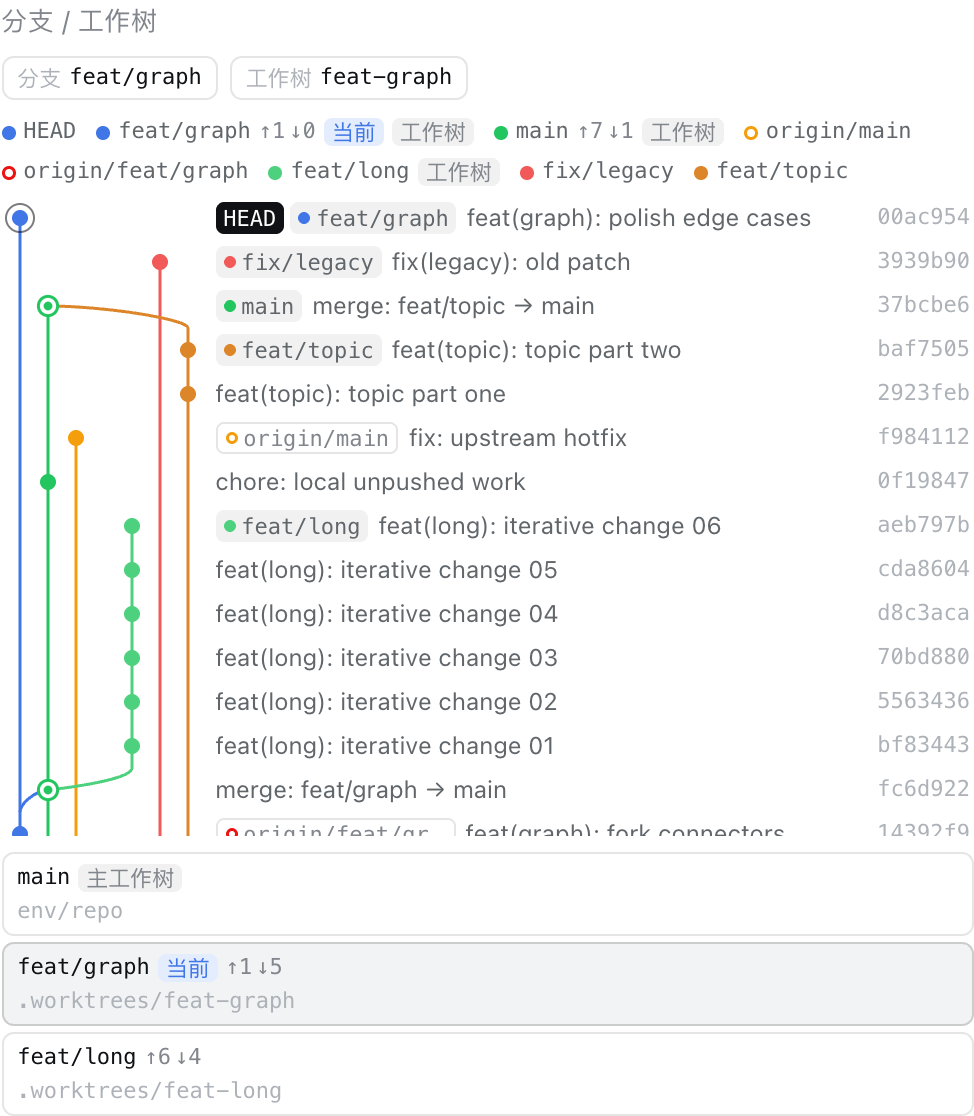 分支 / 工作树
分支 feat/graph 工作树 feat-graph
HEAD feat/graph ↑1↓0 当前 工作树 main ↑7↓1 工作树 origin/main
origin/feat/graph feat/long 工作树 fix/legacy feat/topic
HEAD feat/graph feat(graph): polish edge cases 00ac954
fix/legacy fix(legacy): old patch 3939b90
main merge: feat/topic → main 37bcbe6
feat/topic feat(topic): topic part two baf7505
feat(topic): topic part one 2923feb
origin/main fix: upstream hotfix f984112
chore: local unpushed work 0f19847
feat/long feat(long): iterative change 06 aeb797b
feat(long): iterative change 05 cda8604
feat(long): iterative change 04 d8c3aca
feat(long): iterative change 03 70bd880
feat(long): iterative change 02 5563436
feat(long): iterative change 01 bf83443
merge: feat/graph → main fc6d922
origin/feat/gr… feat(graph): fork connectors 14392f9
main 主工作树
env/repo
feat/graph 当前 ↑1↓5
.worktrees/feat-graph
feat/long ↑6↓4
.worktrees/feat-long